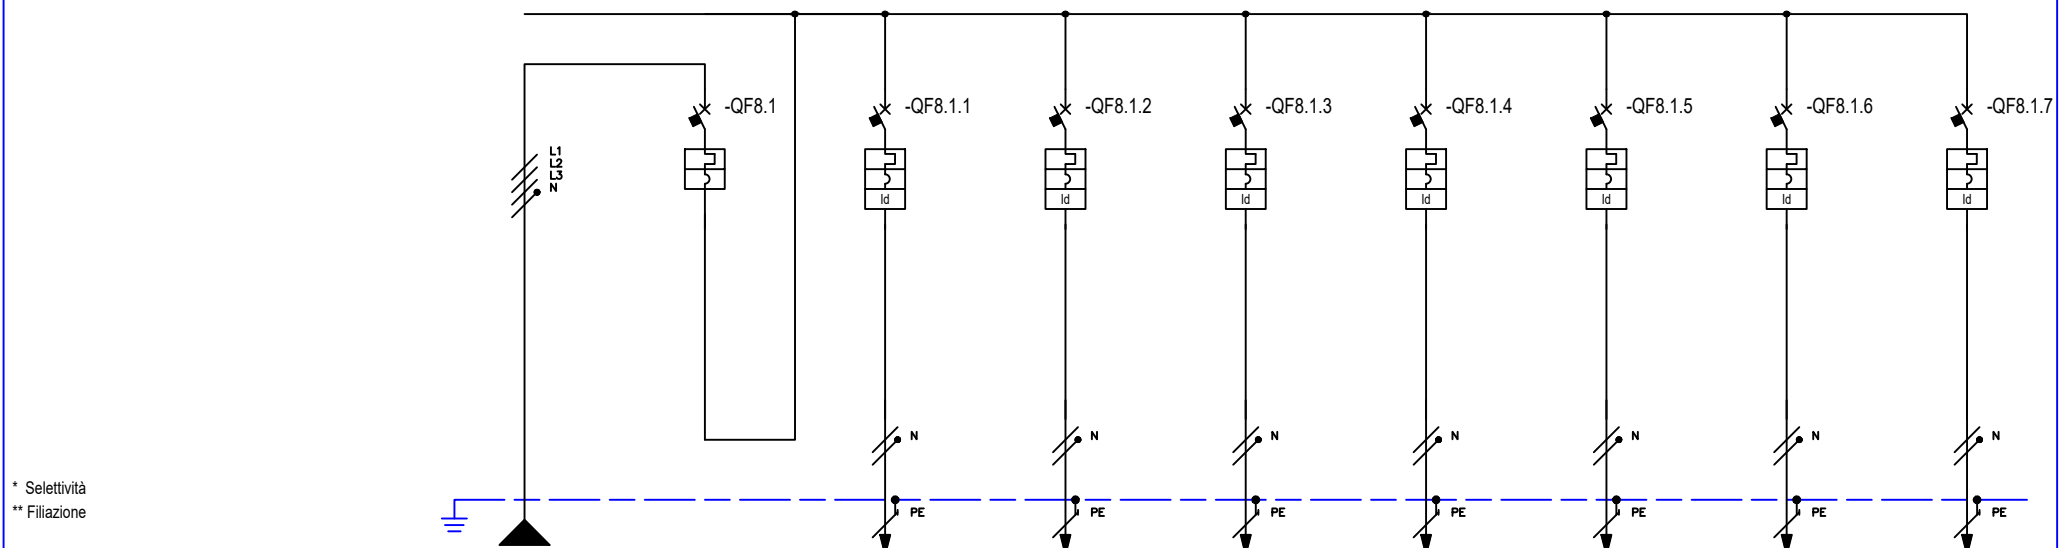 -QF8.1 -QF8.1.1 -QF8.1.2 -QF8.1.3 -QF8.1.4 -QF8.1.5 -QF8.1.6 -QF8.1.7
L1
L2
L3
N
Id Id Id Id Id Id Id
N N N N N N N
* Selettività
** Filiazione
PE PE PE PE PE PE PE